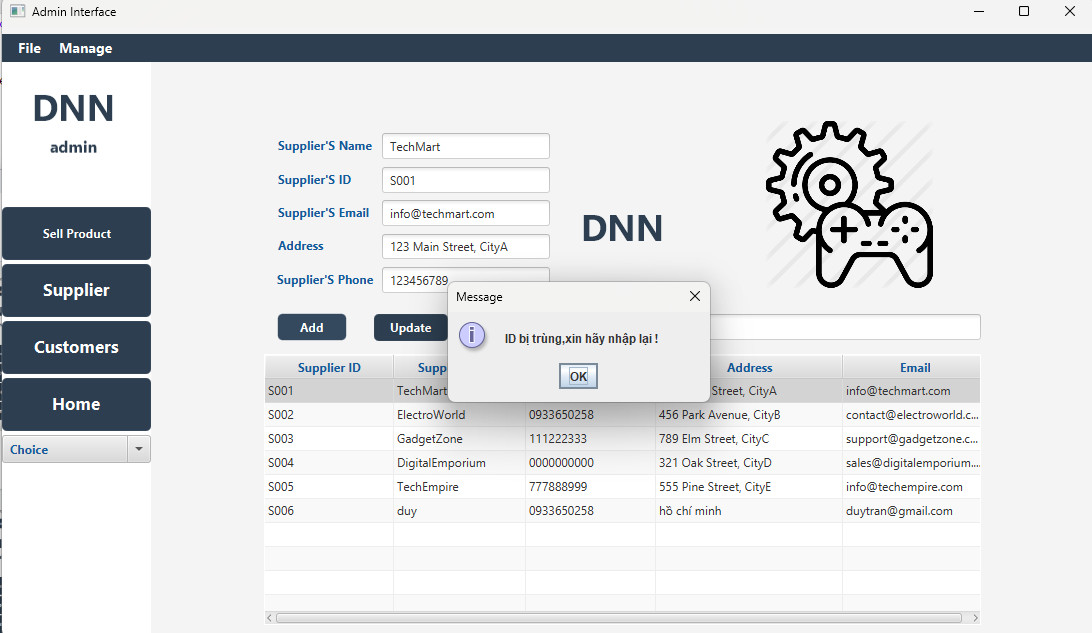 Admin Interface
File Manage
DNN
admin
Sell Product
Supplier
Customers
Home
Choice
Supplier'S Name TechMart
Supplier'S ID S001
Supplier'S Email info@techmart.com
Address 123 Main Street, CityA
Supplier'S Phone 123456789
DNN
Add Update
Message
ID bị trùng,xin hãy nhập lại !
OK
Supplier ID Supp Address Email
S001 TechMart Street, CityA info@techmart.com
S002 ElectroWorld 0933650258 456 Park Avenue, CityB contact@electroworld.c...
S003 GadgetZone 111222333 789 Elm Street, CityC support@gadgetzone.c...
S004 DigitalEmporium 0000000000 321 Oak Street, CityD sales@digitalemporium....
S005 TechEmpire 777888999 555 Pine Street, CityE info@techempire.com
S006 duy 0933650258 hồ chí minh duytran@gmail.com